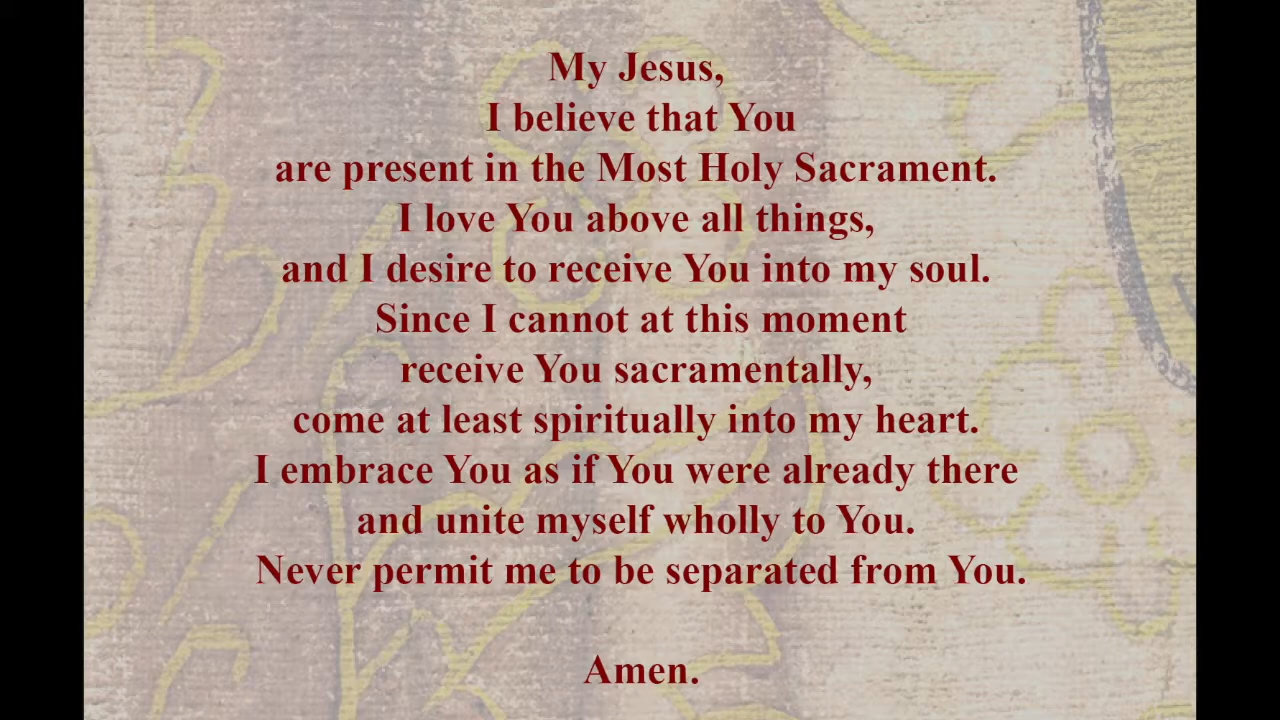 My Jesus,
I believe that You
are present in the Most Holy Sacrament.
I love You above all things,
and I desire to receive You into my soul.
Since I cannot at this moment
receive You sacramentally,
come at least spiritually into my heart.
I embrace You as if You were already there
and unite myself wholly to You.
Never permit me to be separated from You.
Amen.